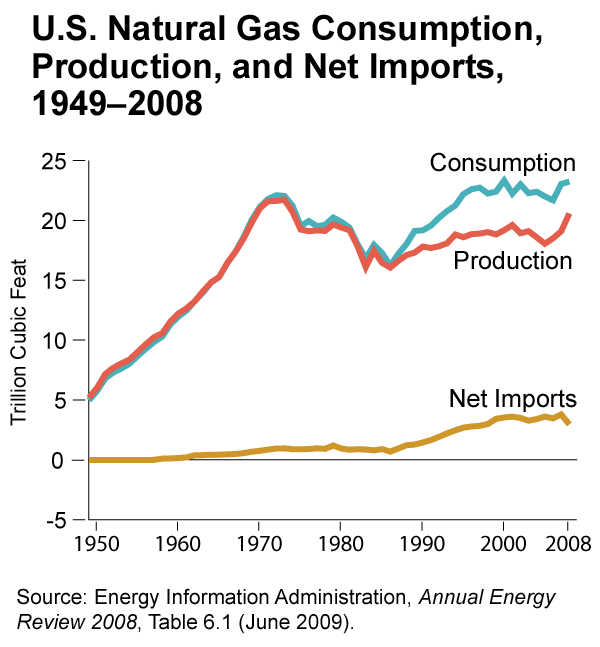 U.S. Natural Gas Consumption,
Production, and Net Imports,
1949–2008
25
Consumption
20
Production
15
Trillion Cubic Feat
10
5
Net Imports
0
-5
1950 1960 1970 1980 1990 2000 2008
Source: Energy Information Administration, Annual Energy
Review 2008, Table 6.1 (June 2009).